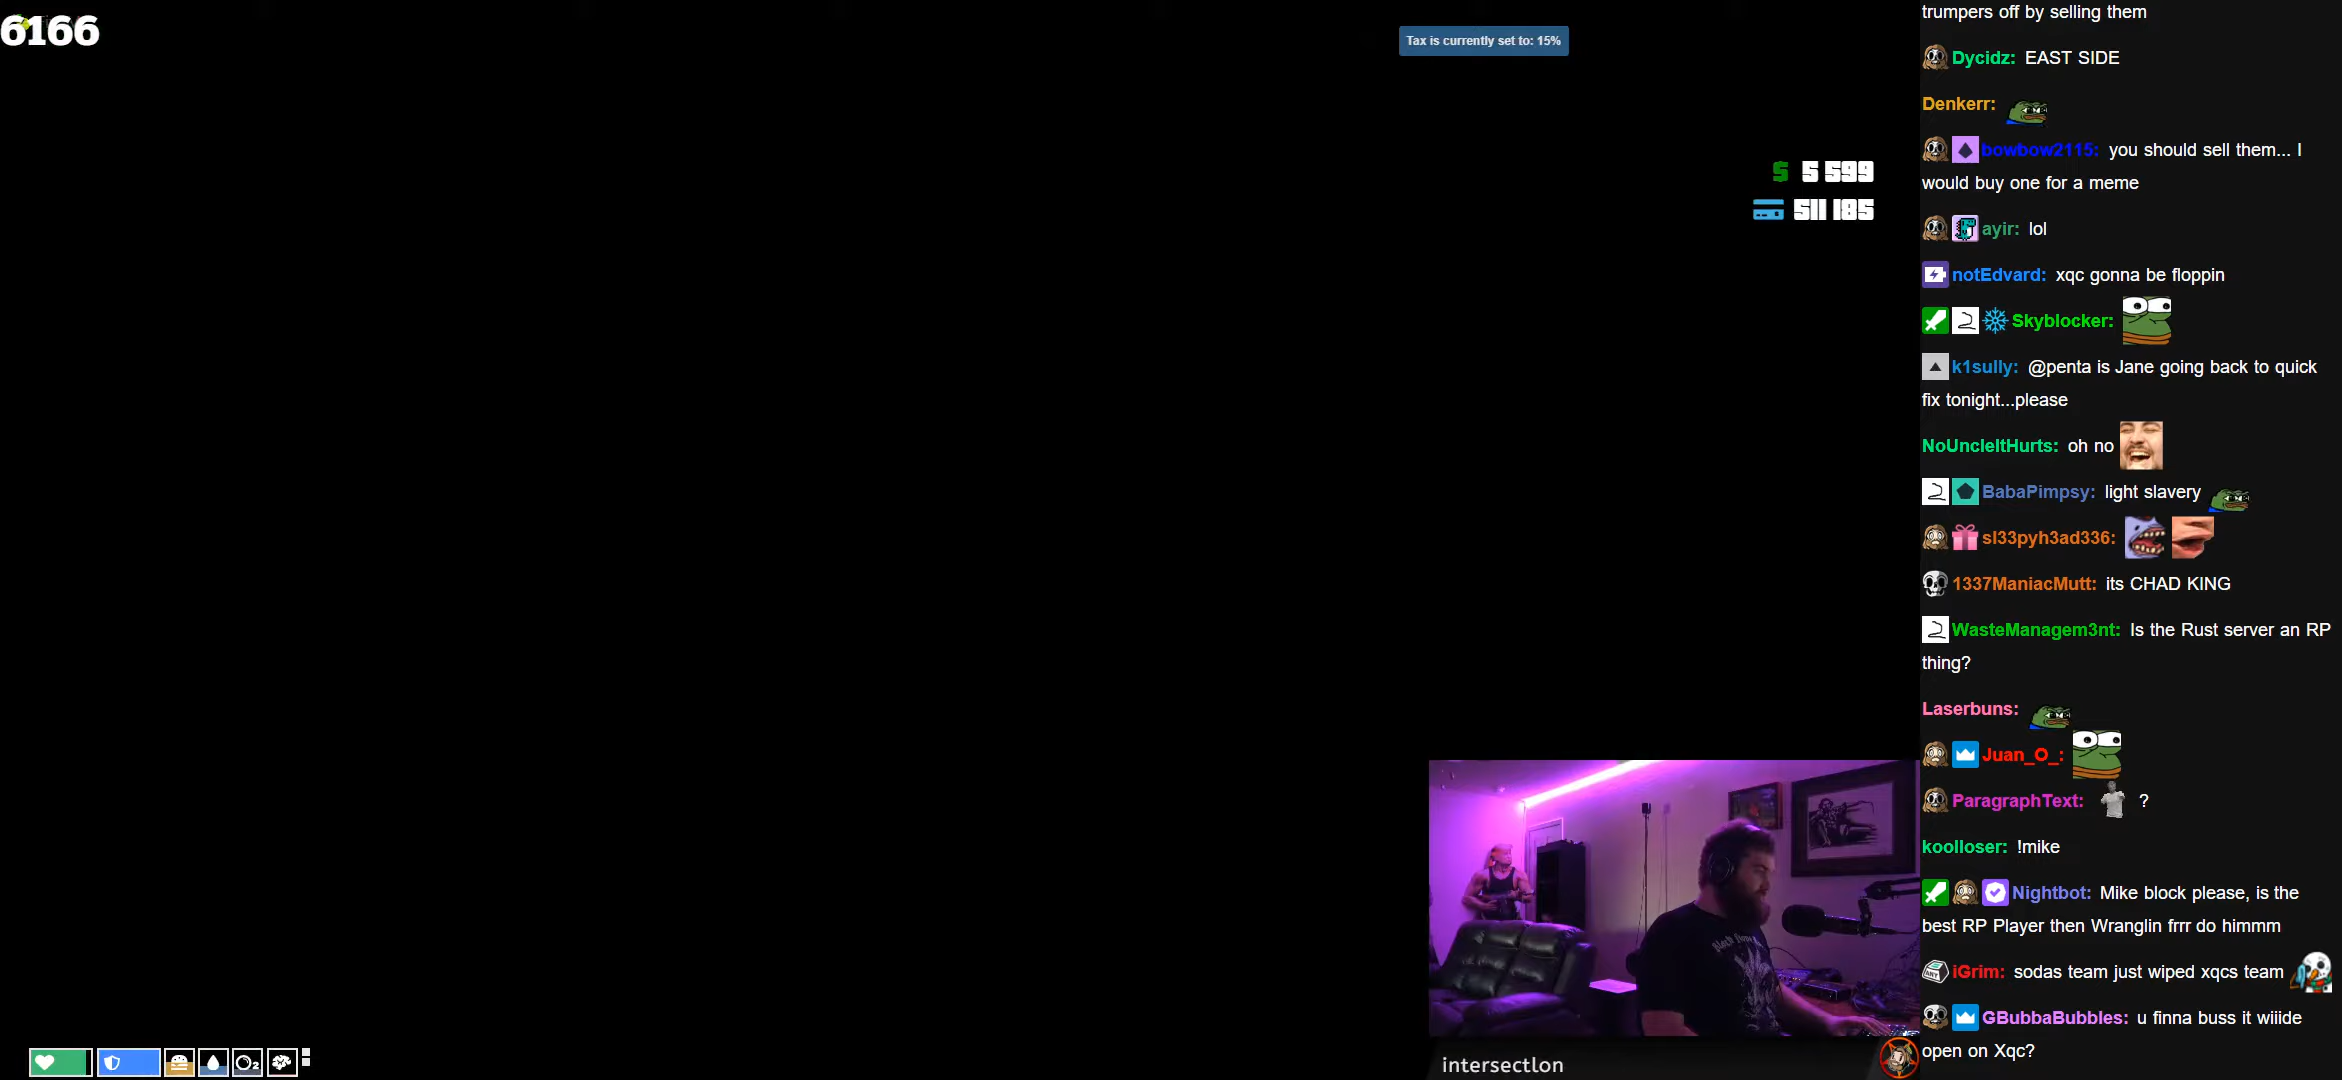 6166
Tax is currently set to: 15%
$ 5 599
511 185
intersectlon
trumpers off by selling them
Dycidz: EAST SIDE
Denkerr:
bowbow2115: you should sell them... I
would buy one for a meme
ayir: lol
notEdvard: xqc gonna be floppin
Skyblocker:
k1sully: @penta is Jane going back to quick
fix tonight...please
NoUncleItHurts: oh no
BabaPimpsy: light slavery
sl33pyh3ad336:
1337ManiacMutt: its CHAD KING
WasteManagem3nt: Is the Rust server an RP
thing?
Laserbuns:
Juan_O_:
ParagraphText: ?
koolloser: !mike
Nightbot: Mike block please, is the
best RP Player then Wranglin frrr do himmm
iGrim: sodas team just wiped xqcs team
GBubbaBubbles: u finna buss it wiiide
open on Xqc?
O2